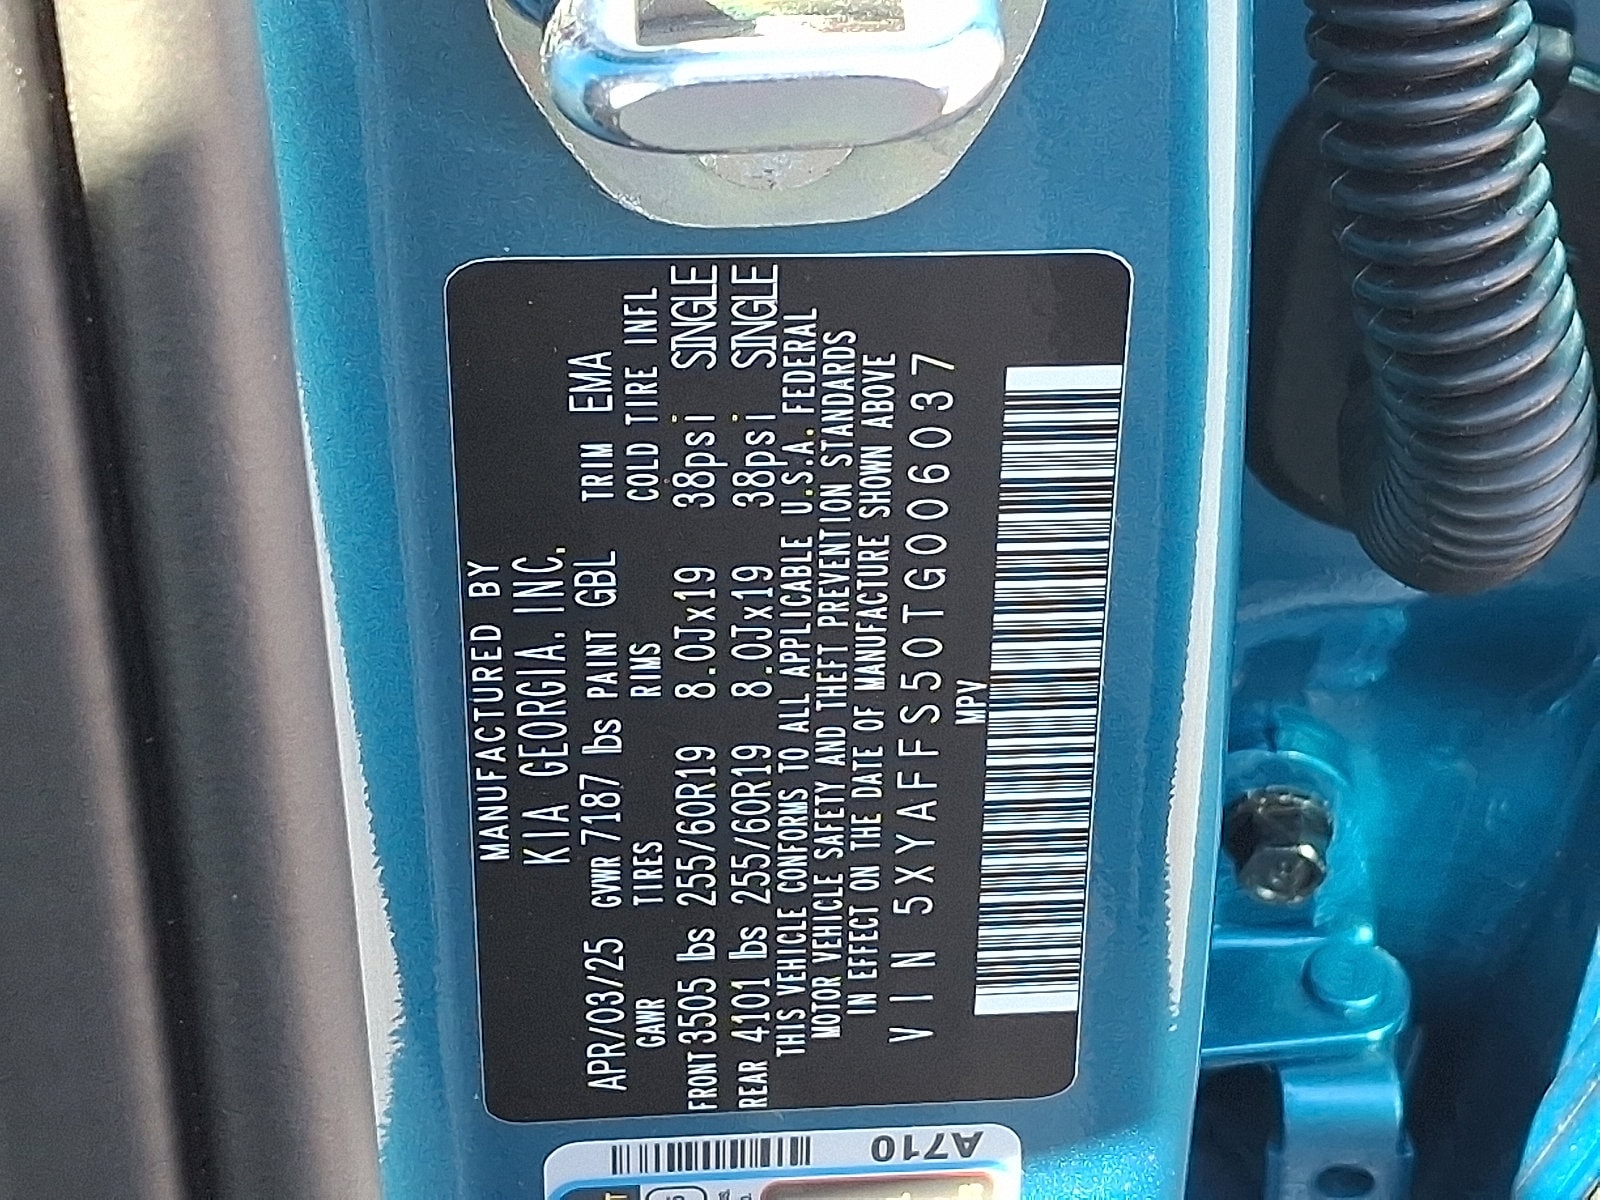 MANUFACTURED BY
KIA GEORGIA, INC.
APR/03/25 GVWR 7187 lbs PAINT GBL TRIM EMA
GAWR TIRES RIMS COLD TIRE INFL
FRONT 3505 lbs 255/60R19 8.0Jx19 38psi SINGLE
REAR 4101 lbs 255/60R19 8.0Jx19 38psi SINGLE
THIS VEHICLE CONFORMS TO ALL APPLICABLE U.S.A. FEDERAL
MOTOR VEHICLE SAFETY AND THEFT PREVENTION STANDARDS
IN EFFECT ON THE DATE OF MANUFACTURE SHOWN ABOVE
VIN 5XYAFFS50TG006037
MPV
A710